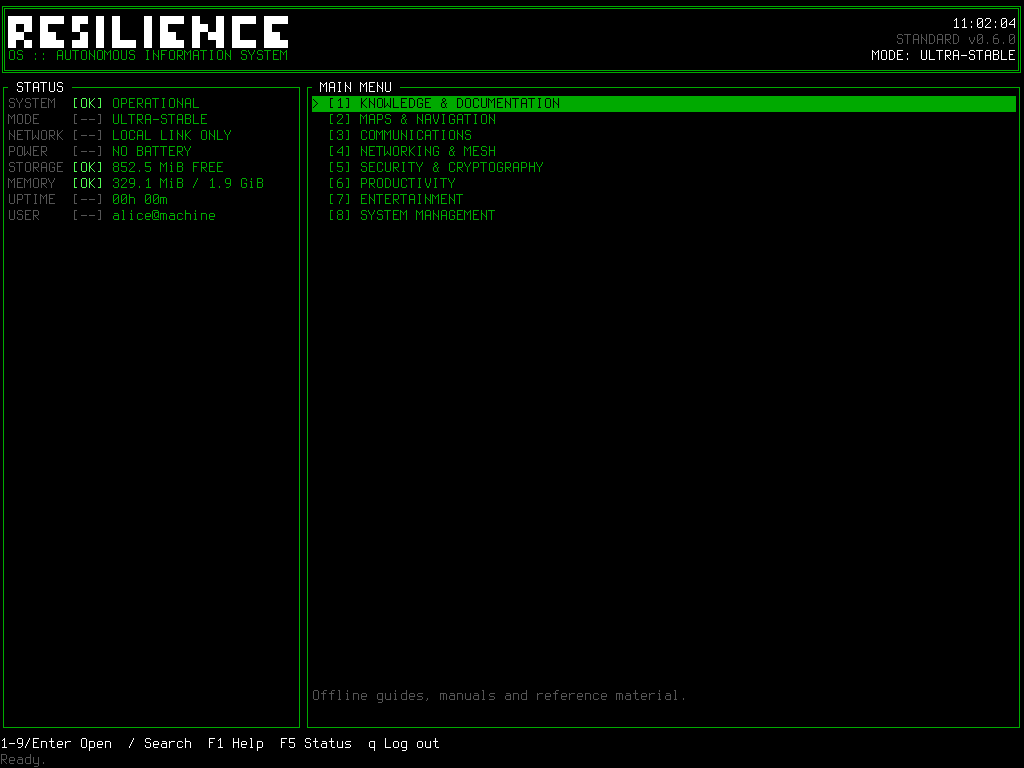 RESILIENCE
OS :: AUTONOMOUS INFORMATION SYSTEM
11:02:04
STANDARD v0.6.0
MODE: ULTRA-STABLE
STATUS
SYSTEM [OK] OPERATIONAL
MODE [--] ULTRA-STABLE
NETWORK [--] LOCAL LINK ONLY
POWER [--] NO BATTERY
STORAGE [OK] 852.5 MiB FREE
MEMORY [OK] 329.1 MiB / 1.9 GiB
UPTIME [--] 00h 00m
USER [--] alice@machine
MAIN MENU
> [1] KNOWLEDGE & DOCUMENTATION
[2] MAPS & NAVIGATION
[3] COMMUNICATIONS
[4] NETWORKING & MESH
[5] SECURITY & CRYPTOGRAPHY
[6] PRODUCTIVITY
[7] ENTERTAINMENT
[8] SYSTEM MANAGEMENT
Offline guides, manuals and reference material.
1-9/Enter Open / Search F1 Help F5 Status q Log out
Ready.